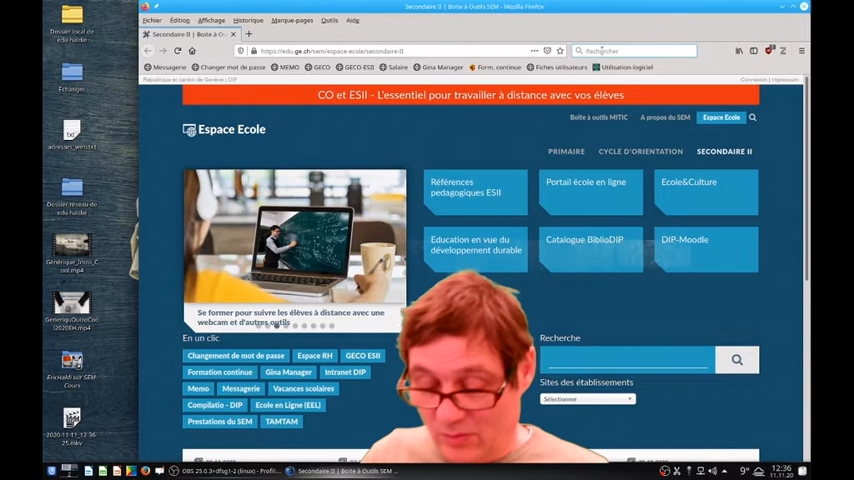 Secondaire II | Boite à Outils SEM - Mozilla Firefox
Fichier Édition Affichage Historique Marque-pages Outils Aide
Secondaire II | Boite à Ou
https://edu.ge.ch/sem/espace-ecole/secondaire-II
Rechercher
Messagerie Changer mot de passe MEMO GECO GECO-ESII Salaire Gina Manager Form. continue Fiches utilisateurs Utilisation-logiciel
République et canton de Genève | DIP
Connexion | Impressum
CO et ESII - L'essentiel pour travailler à distance avec vos élèves
Boîte à outils MITIC A propos du SEM Espace Ecole
Espace Ecole
PRIMAIRE CYCLE D'ORIENTATION SECONDAIRE II
Références
pedagogiques ESII
Portail école en ligne
Ecole&Culture
Education en vue du
développement durable
Catalogue BiblioDIP
DIP-Moodle
Se former pour suivre les élèves à distance avec une
webcam et d'autres outils
En un clic
Changement de mot de passe Espace RH GECO ESII
Formation continue Gina Manager Intranet DIP
Memo Messagerie Vacances scolaires
Compilatio - DIP Ecole en Ligne (EEL)
Prestations du SEM TAMTAM
Recherche
Sites des établissements
Sélectionner
Dossier local de
edu-haldie
Echanges
adresses_web.txt
Dossier réseau de
edu-haldie
Générique_Intro_C
ool.mp4
GeneriquOutroCool
l2020EH.mp4
EricHaldi sur SEM-
Cours
2020-11-11_12-36
-25.mkv
OBS 25.0.3+dfsg1-2 (linux) - Profil:...
Secondaire II | Boite à Outils SEM ...
9°
12:36
11.11.20